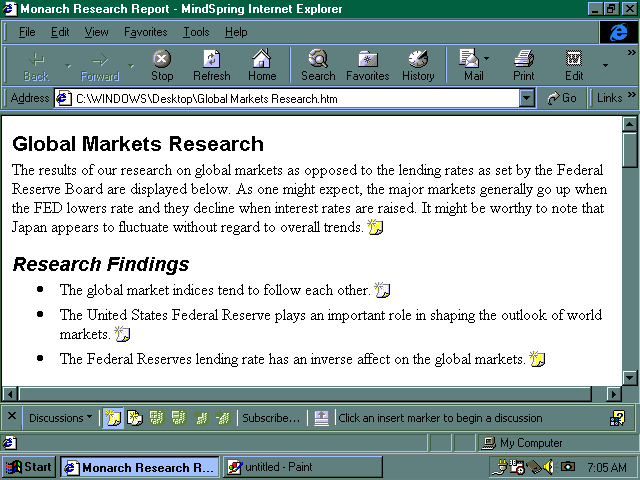 Monarch Research Report - MindSpring Internet Explorer
File Edit View Favorites Tools Help
Back Forward Stop Refresh Home Search Favorites History Mail Print Edit »
Address C:\WINDOWS\Desktop\Global Markets Research.htm Go Links »
Global Markets Research
The results of our research on global markets as opposed to the lending rates as set by the Federal
Reserve Board are displayed below. As one might expect, the major markets generally go up when
the FED lowers rate and they decline when interest rates are raised. It might be worthy to note that
Japan appears to fluctuate without regard to overall trends.
Research Findings
• The global market indices tend to follow each other.
• The United States Federal Reserve plays an important role in shaping the outlook of world
markets.
• The Federal Reserves lending rate has an inverse affect on the global markets.
Discussions Subscribe... Click an insert marker to begin a discussion
My Computer
Start Monarch Research R... untitled - Paint 7:05 AM